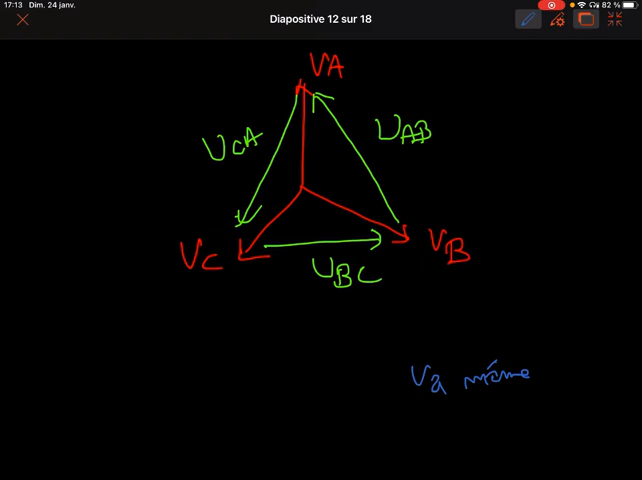 17:13 Dim. 24 janv.
82 %
Diapositive 12 sur 18
VA
UCA
UAB
VC
VB
UBC
Va même